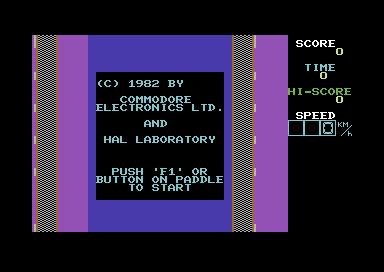 (C) 1982 BY
COMMODORE
ELECTRONICS LTD.
AND
HAL LABORATORY
PUSH 'F1' OR
BUTTON ON PADDLE
TO START
SCORE
0
TIME
0
HI-SCORE
0
SPEED
0 KM/h